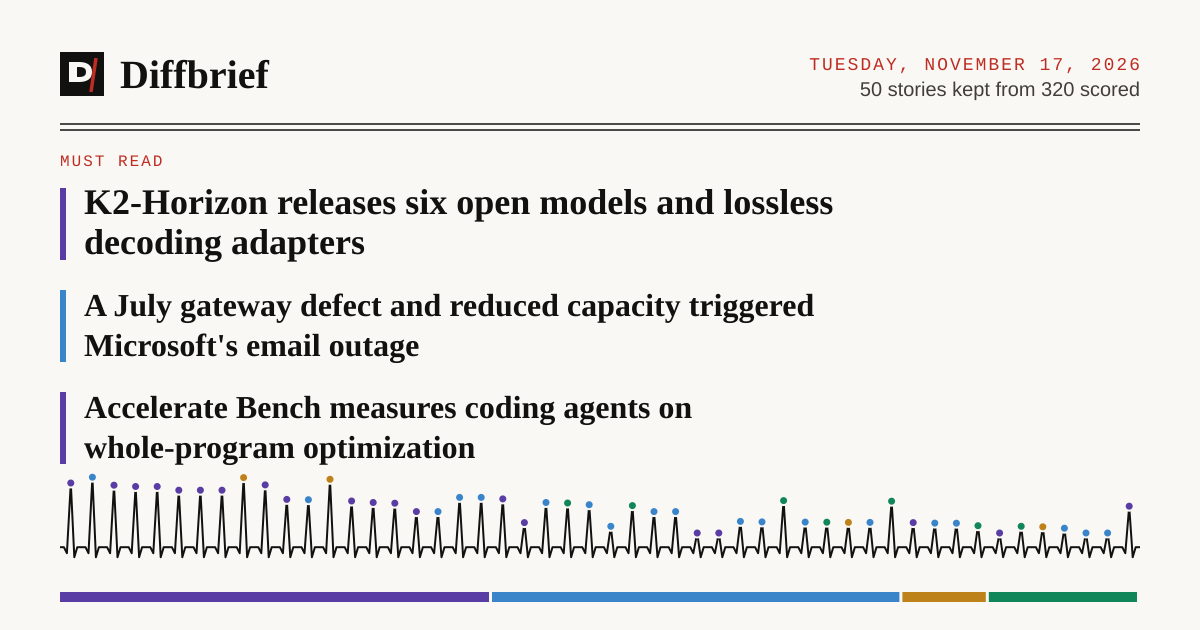 D/ Diffbrief
TUESDAY, NOVEMBER 17, 2026
50 stories kept from 320 scored
MUST READ
K2-Horizon releases six open models and lossless
decoding adapters
A July gateway defect and reduced capacity triggered
Microsoft's email outage
Accelerate Bench measures coding agents on
whole-program optimization